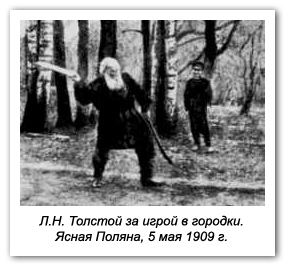 Л.Н. Толстой за игрой в городки.
Ясная Поляна, 5 мая 1909 г.